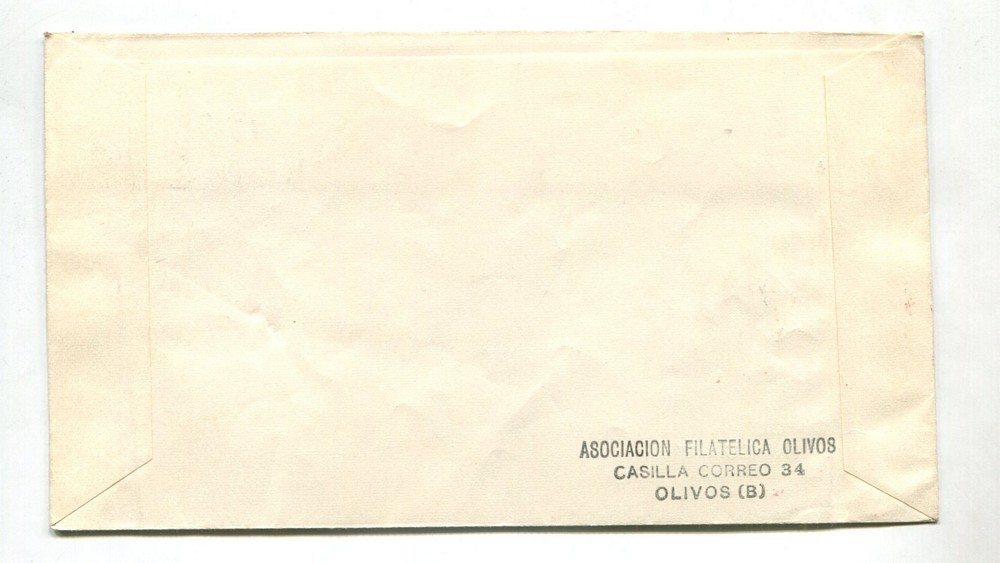 ASOCIACION FILATELICA OLIVOS
CASILLA CORREO 34
OLIVOS (B)